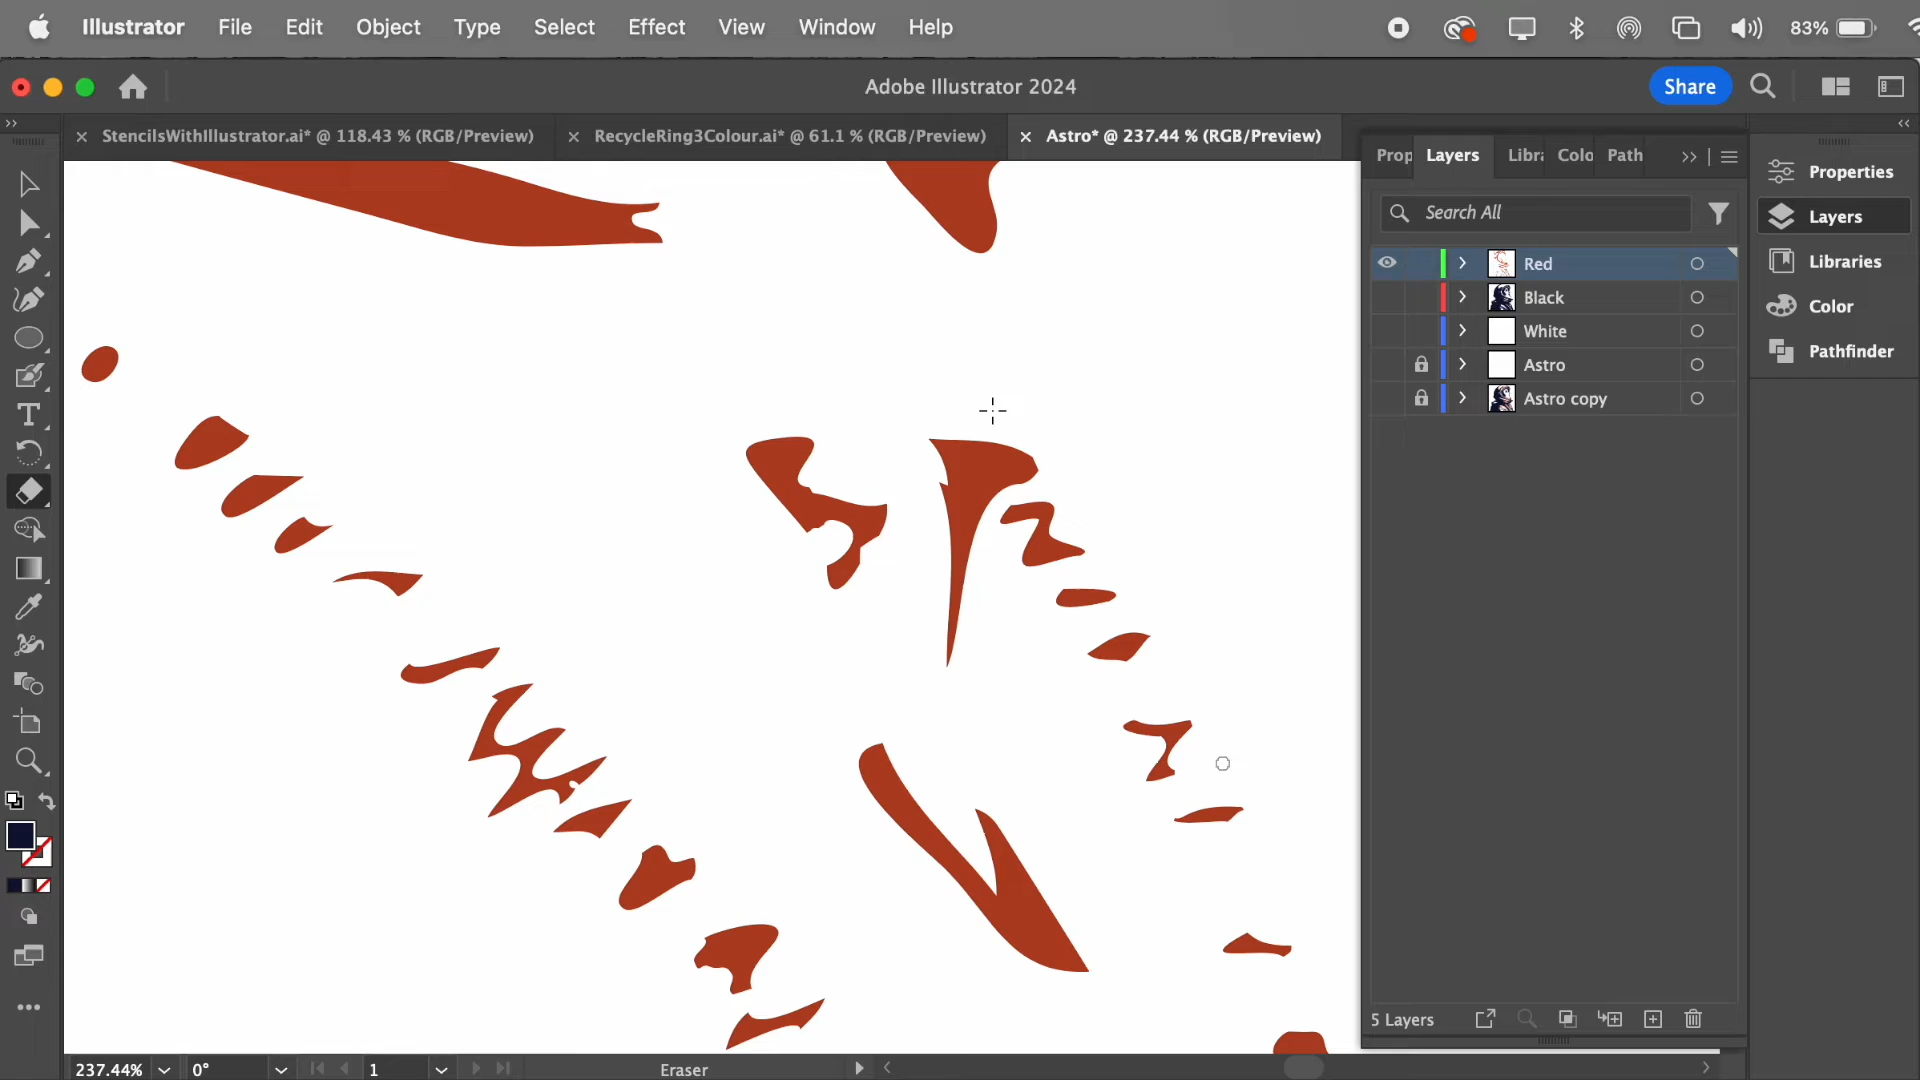 Illustrator File Edit Object Type Select Effect View Window Help 83%
Adobe Illustrator 2024 Share
StencilsWithIllustrator.ai* @ 118.43 % (RGB/Preview) RecycleRing3Colour.ai* @ 61.1 % (RGB/Preview) Astro* @ 237.44 % (RGB/Preview)
Prop Layers Libra Colo Path
Search All
Red
Black
White
Astro
Astro copy
5 Layers
Properties
Layers
Libraries
Color
Pathfinder
237.44% 0° 1 Eraser